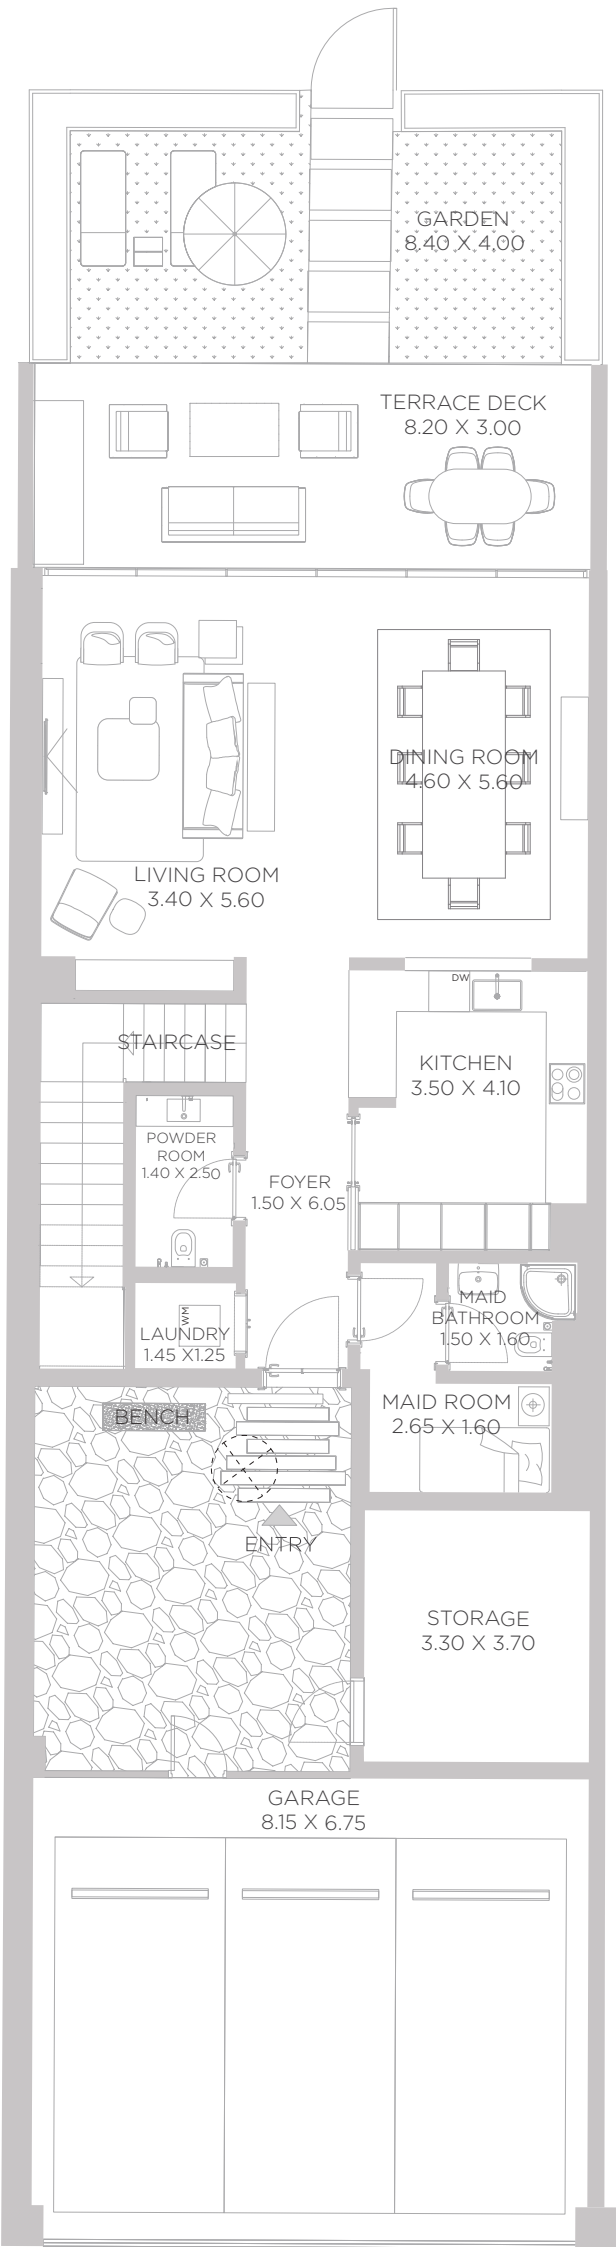 GARDEN
8.40 X 4.00
TERRACE DECK
8.20 X 3.00
DINING ROOM
4.60 X 5.60
LIVING ROOM
3.40 X 5.60
DW
STAIRCASE
KITCHEN
3.50 X 4.10
POWDER
ROOM
1.40 X 2.50
FOYER
1.50 X 6.05
WM
LAUNDRY
1.45 X1.25
MAID
BATHROOM
1.50 X 1.60
MAID ROOM
2.65 X 1.60
BENCH
ENTRY
STORAGE
3.30 X 3.70
GARAGE
8.15 X 6.75